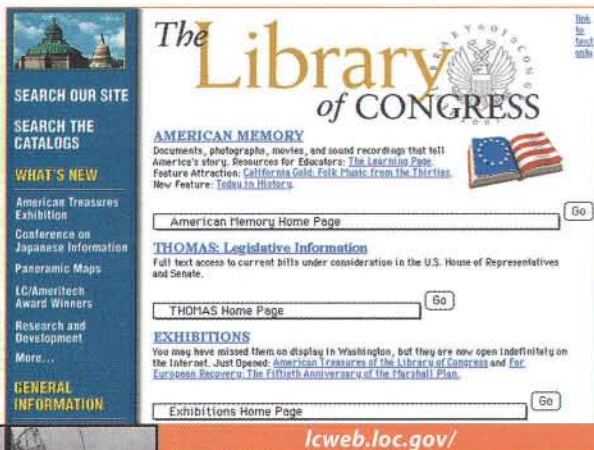 SEARCH OUR SITE
SEARCH THE
CATALOGS
WHAT'S NEW
American Treasures
Exhibition
Conference on
Japanese Information
Panoramic Maps
LC/Ameritech
Award Winners
Research and
Development
More...
GENERAL
INFORMATION
The
Library
of CONGRESS
LIBRARY OF CONGRESS
link
to
text
only
AMERICAN MEMORY
Documents, photographs, movies, and sound recordings that tell
America's story. Resources for Educators: The Learning Page.
Feature Attraction: California Gold: Folk Music from the Thirties.
New Feature: Today in History.
American Memory Home Page
Go
THOMAS: Legislative Information
Full text access to current bills under consideration in the U.S. House of Representatives
and Senate.
THOMAS Home Page
Go
EXHIBITIONS
You may have missed them on display in Washington, but they are now open indefinitely on
the Internet. Just Opened: American Treasures of the Library of Congress and For
European Recovery: The Fiftieth Anniversary of the Marshall Plan.
Exhibitions Home Page
Go
lcweb.loc.gov/